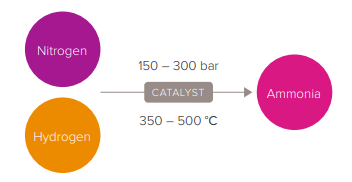 Nitrogen
Hydrogen
150 – 300 bar
CATALYST
350 – 500 °C
Ammonia